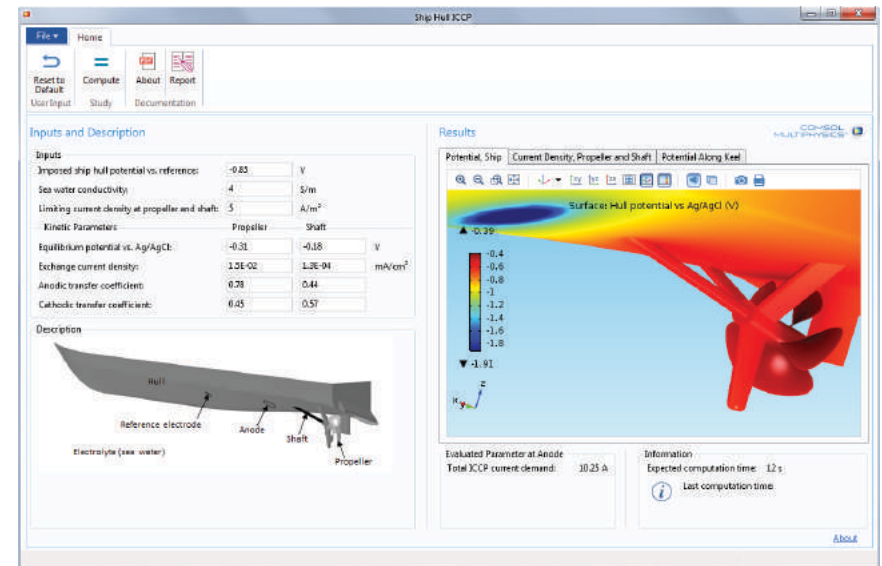 Ship Hull ICCP
File Home
Reset to Default Compute About Report
User Input Study Documentation
Inputs and Description
Inputs
Imposed ship hull potential vs. reference: -0.85 V
Sea water conductivity: 4 S/m
Limiting current density at propeller and shaft: 5 A/m²
Kinetic Parameters Propeller Shaft
Equilibrium potential vs. Ag/AgCl: -0.31 -0.18 V
Exchange current density: 1.5E-02 1.3E-04 mA/cm²
Anodic transfer coefficient: 0.78 0.44
Cathodic transfer coefficient: 0.45 0.57
Description
Hull
Reference electrode
Anode
Shaft
Electrolyte (sea water)
Propeller
Results
COMSOL
MULTIPHYSICS
Potential, Ship Current Density, Propeller and Shaft Potential Along Keel
Surface: Hull potential vs Ag/AgCl (V)
▲ -0.39
-0.4
-0.6
-0.8
-1
-1.2
-1.4
-1.6
-1.8
▼ -1.91
z
x y
Evaluated Parameter at Anode
Total ICCP current demand: 10.25 A
Information
Expected computation time: 12 s
Last computation time:
About